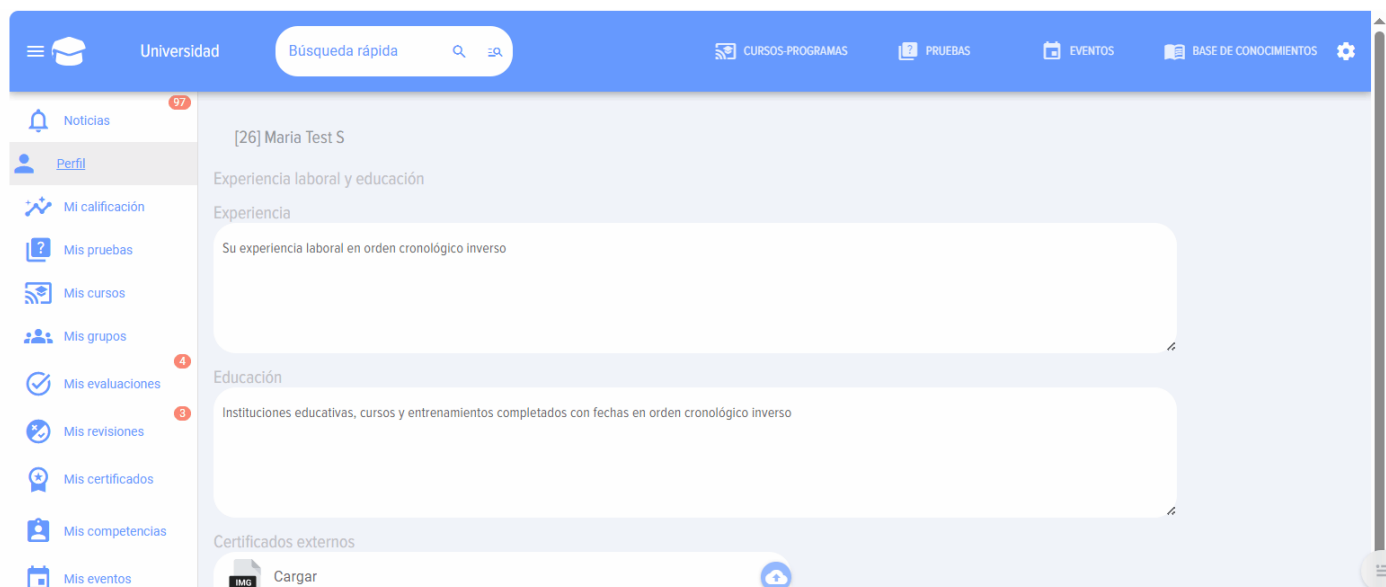 Universidad
Búsqueda rápida
CURSOS-PROGRAMAS
PRUEBAS
EVENTOS
BASE DE CONOCIMIENTOS
97
Noticias
Perfil
Mi calificación
Mis pruebas
Mis cursos
Mis grupos
4
Mis evaluaciones
3
Mis revisiones
Mis certificados
Mis competencias
Mis eventos
[26] Maria Test S
Experiencia laboral y educación
Experiencia
Su experiencia laboral en orden cronológico inverso
Educación
Instituciones educativas, cursos y entrenamientos completados con fechas en orden cronológico inverso
Certificados externos
IMG
Cargar